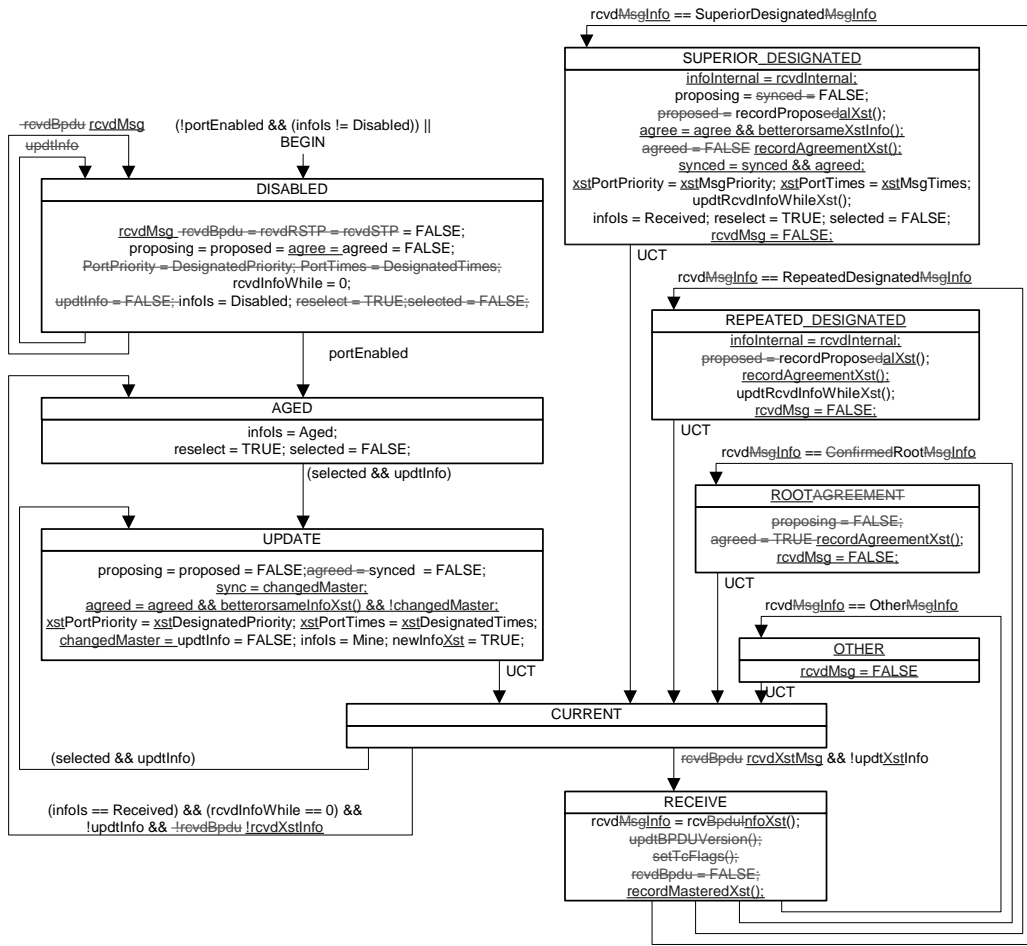 rcvdMsgInfo == SuperiorDesignatedMsgInfo
SUPERIOR_DESIGNATED
infoInternal = rcvdInternal;
proposing = synced = FALSE;
proposed = recordProposedalXst();
agree = agree && betterorsameXstInfo();
agreed = FALSE recordAgreementXst();
synced = synced && agreed;
xstPortPriority = xstMsgPriority; xstPortTimes = xstMsgTimes;
updtRcvdInfoWhileXst();
infoIs = Received; reselect = TRUE; selected = FALSE;
rcvdMsg = FALSE;
UCT
rcvdBpdu rcvdMsg
updtInfo
(!portEnabled && (infoIs != Disabled)) ||
BEGIN
DISABLED
rcvdMsg rcvdBpdu = rcvdRSTP = rcvdSTP = FALSE;
proposing = proposed = agree = agreed = FALSE;
PortPriority = DesignatedPriority; PortTimes = DesignatedTimes;
rcvdInfoWhile = 0;
updtInfo = FALSE; infoIs = Disabled; reselect = TRUE;selected = FALSE;
portEnabled
rcvdMsgInfo == RepeatedDesignatedMsgInfo
REPEATED_DESIGNATED
infoInternal = rcvdInternal;
proposed = recordProposedalXst();
recordAgreementXst();
updtRcvdInfoWhileXst();
rcvdMsg = FALSE;
UCT
AGED
infoIs = Aged;
reselect = TRUE; selected = FALSE;
(selected && updtInfo)
rcvdMsgInfo == ConfirmedRootMsgInfo
ROOTAGREEMENT
proposing = FALSE;
agreed = TRUE recordAgreementXst();
rcvdMsg = FALSE;
UCT
UPDATE
proposing = proposed = FALSE;agreed = synced = FALSE;
sync = changedMaster;
agreed = agreed && betterorsameInfoXst() && !changedMaster;
xstPortPriority = xstDesignatedPriority; xstPortTimes = xstDesignatedTimes;
changedMaster = updtInfo = FALSE; infoIs = Mine; newInfoXst = TRUE;
UCT
rcvdMsgInfo == OtherMsgInfo
OTHER
rcvdMsg = FALSE
UCT
CURRENT
(selected && updtInfo)
rcvdBpdu rcvdXstMsg && !updtXstInfo
(infoIs == Received) && (rcvdInfoWhile == 0) &&
!updtInfo && !rcvdBpdu !rcvdXstInfo
RECEIVE
rcvdMsgInfo = rcvBpduInfoXst();
updtBPDUVersion();
setTcFlags();
rcvdBpdu = FALSE;
recordMasteredXst();